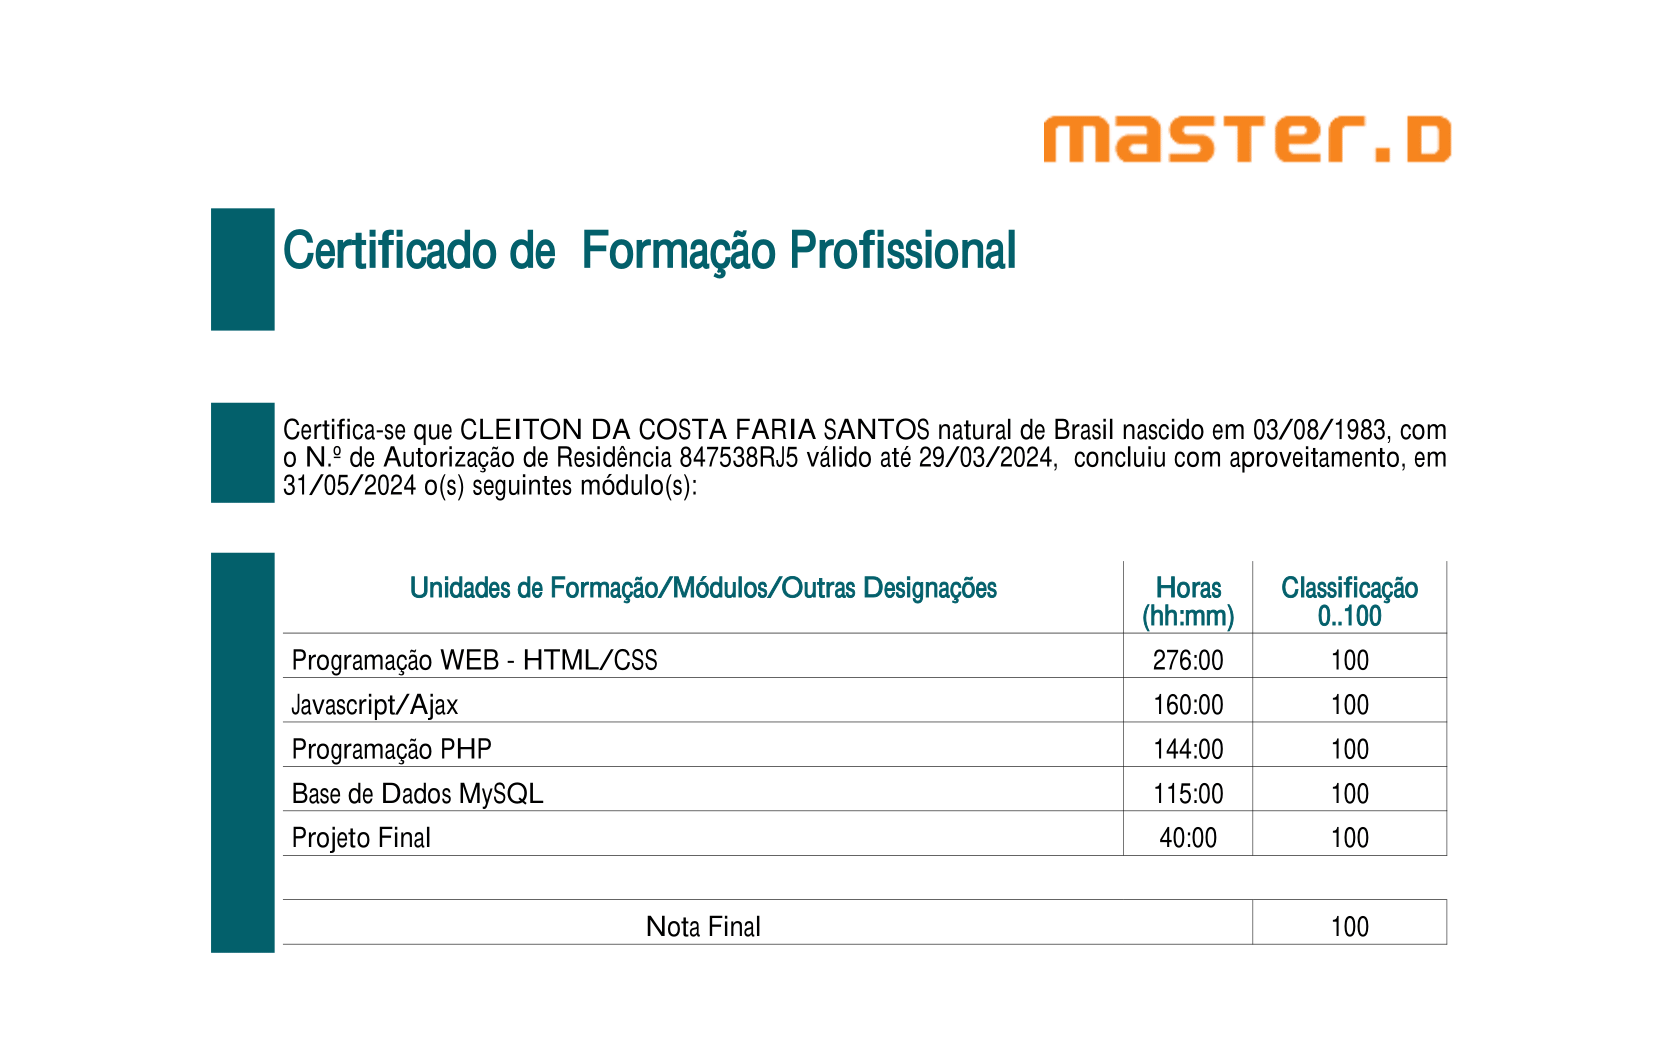 master.D
Certificado de  Formação Profissional
Certifica-se que CLEITON DA COSTA FARIA SANTOS natural de Brasil nascido em 03/08/1983, com
o N.º de Autorização de Residência 847538RJ5 válido até 29/03/2024,  concluiu com aproveitamento, em
31/05/2024 o(s) seguintes módulo(s):
Unidades de Formação/Módulos/Outras Designações Horas Classificação
(hh:mm) 0..100
Programação WEB - HTML/CSS 276:00 100
Javascript/Ajax 160:00 100
Programação PHP 144:00 100
Base de Dados MySQL 115:00 100
Projeto Final 40:00 100
Nota Final 100